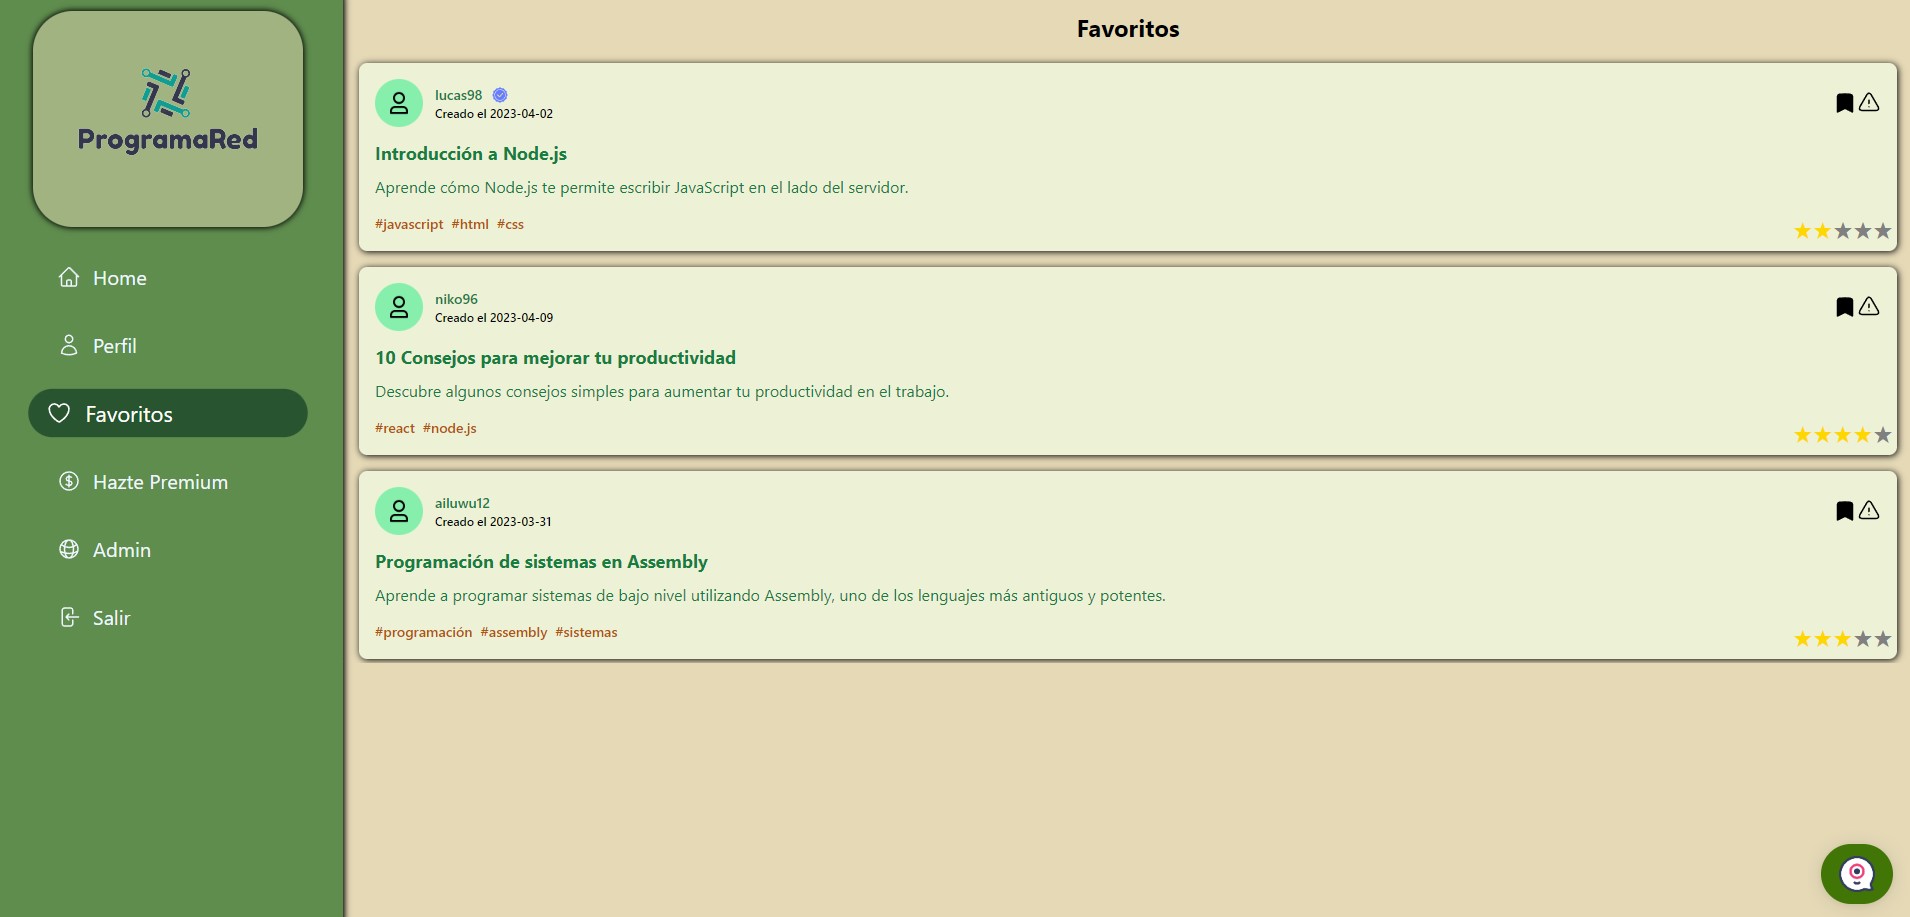 ProgramaRed
Home
Perfil
Favoritos
Hazte Premium
Admin
Salir
Favoritos
lucas98
Creado el 2023-04-02
Introducción a Node.js
Aprende cómo Node.js te permite escribir JavaScript en el lado del servidor.
#javascript #html #css
niko96
Creado el 2023-04-09
10 Consejos para mejorar tu productividad
Descubre algunos consejos simples para aumentar tu productividad en el trabajo.
#react #node.js
ailuwu12
Creado el 2023-03-31
Programación de sistemas en Assembly
Aprende a programar sistemas de bajo nivel utilizando Assembly, uno de los lenguajes más antiguos y potentes.
#programación #assembly #sistemas